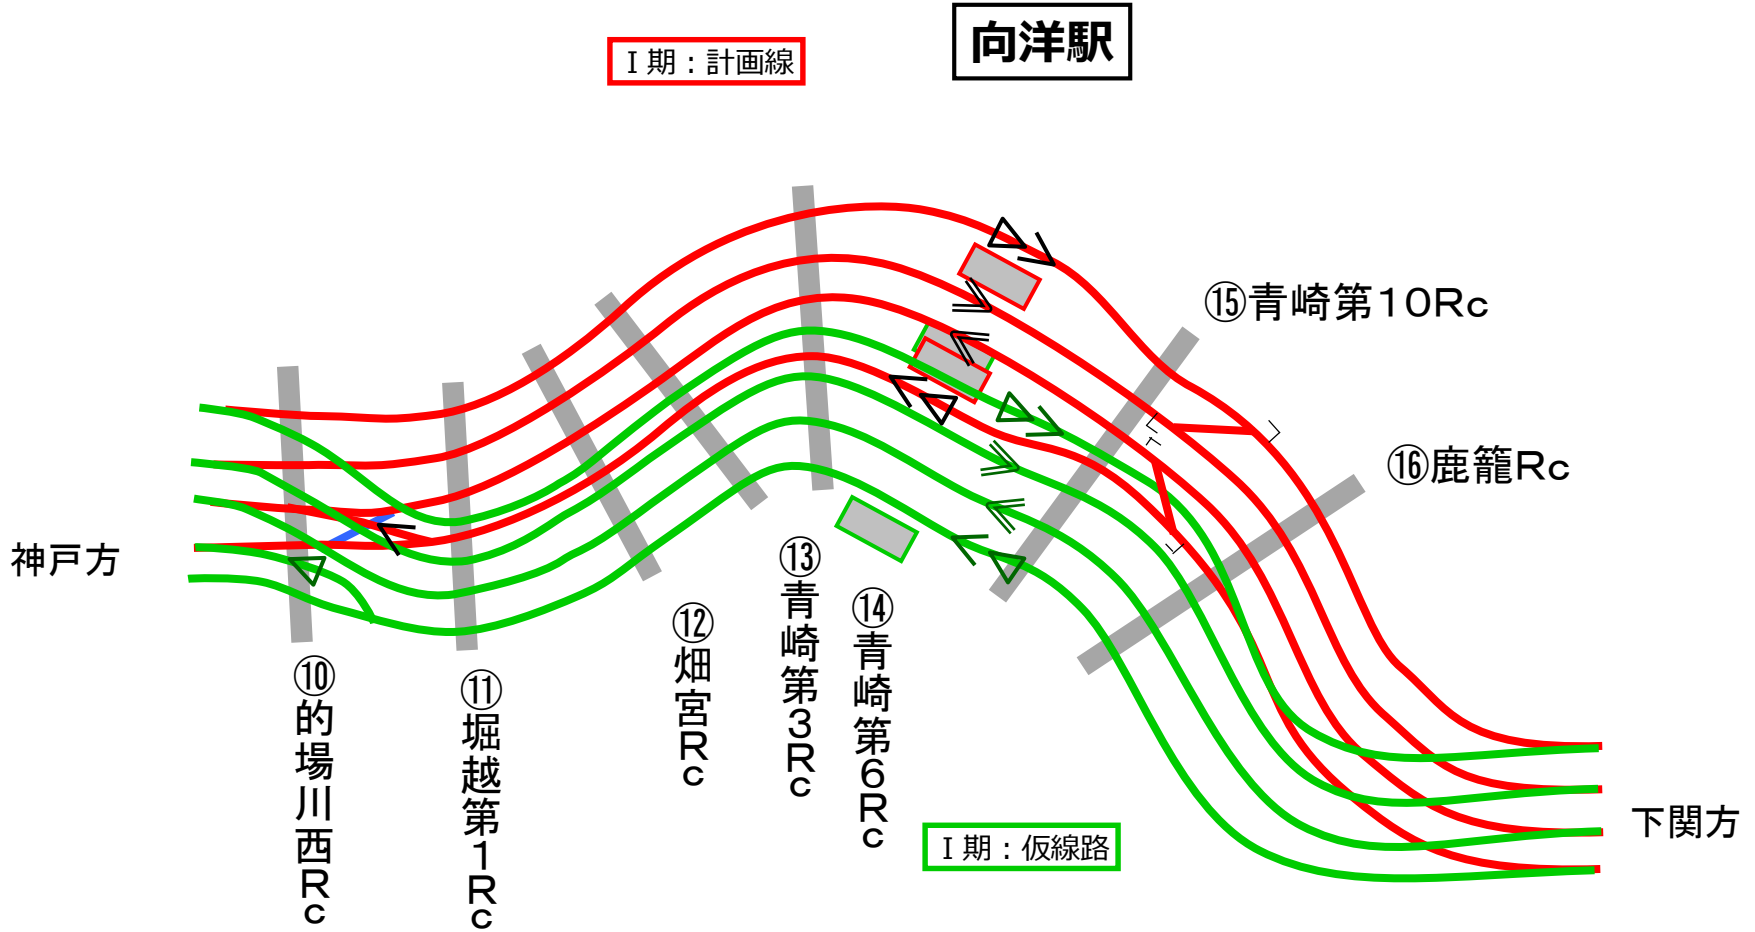 向洋駅
Ⅰ期：計画線
⑮青崎第１０Ｒｃ
⑯鹿籠Ｒｃ
神戸方
⑩的場川西Ｒｃ
⑪堀越第１Ｒｃ
⑫畑宮Ｒｃ
⑬青崎第３Ｒｃ
⑭青崎第６Ｒｃ
Ⅰ期：仮線路
下関方